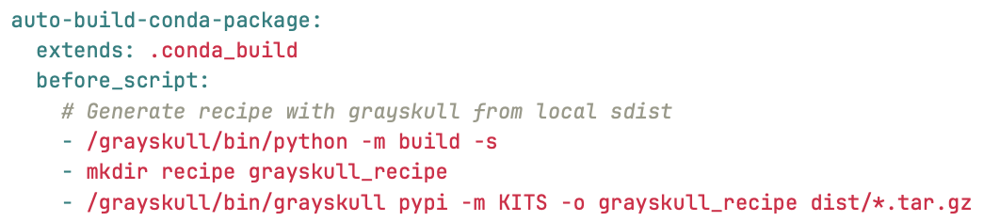 auto-build-conda-package:
  extends: .conda_build
  before_script:
    # Generate recipe with grayskull from local sdist
    - /grayskull/bin/python -m build -s
    - mkdir recipe grayskull_recipe
    - /grayskull/bin/grayskull pypi -m KITS -o grayskull_recipe dist/*.tar.gz